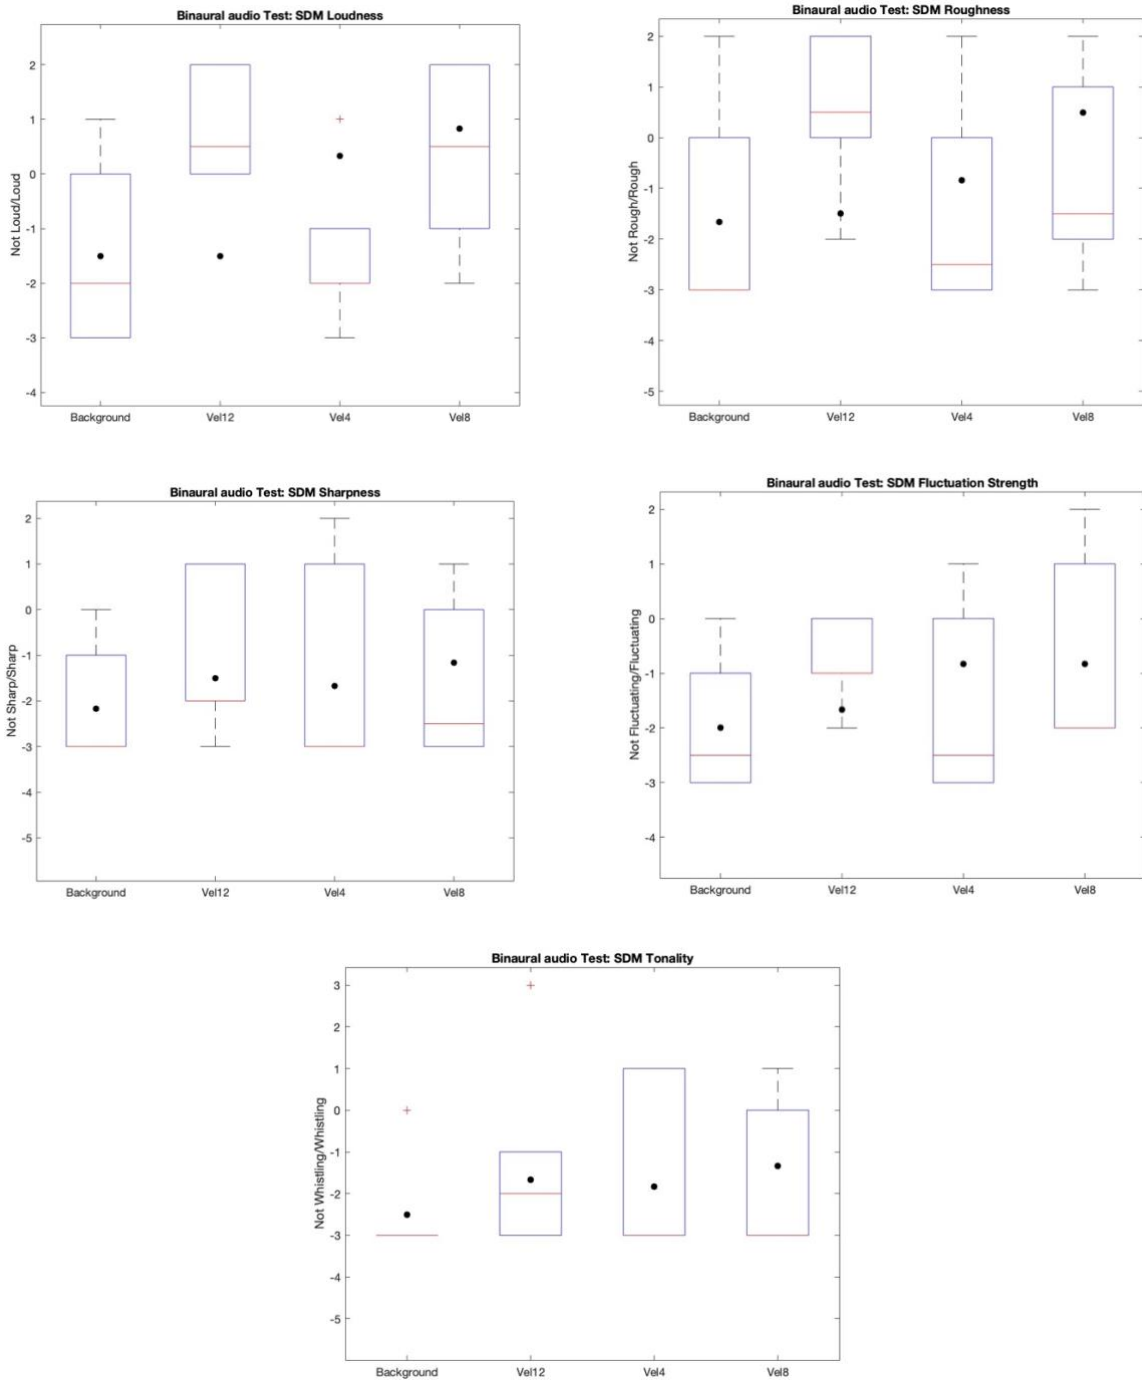 Binaural audio Test: SDM Loudness
Not Loud/Loud
2
1
0
-1
-2
-3
-4
Background Vel12 Vel4 Vel8
Binaural audio Test: SDM Roughness
Not Rough/Rough
2
1
0
-1
-2
-3
-4
-5
Background Vel12 Vel4 Vel8
Binaural audio Test: SDM Sharpness
Not Sharp/Sharp
2
1
0
-1
-2
-3
-4
-5
Background Vel12 Vel4 Vel8
Binaural audio Test: SDM Fluctuation Strength
Not Fluctuating/Fluctuating
2
1
0
-1
-2
-3
-4
Background Vel12 Vel4 Vel8
Binaural audio Test: SDM Tonality
Not Whistling/Whistling
3
2
1
0
-1
-2
-3
-4
-5
Background Vel12 Vel4 Vel8